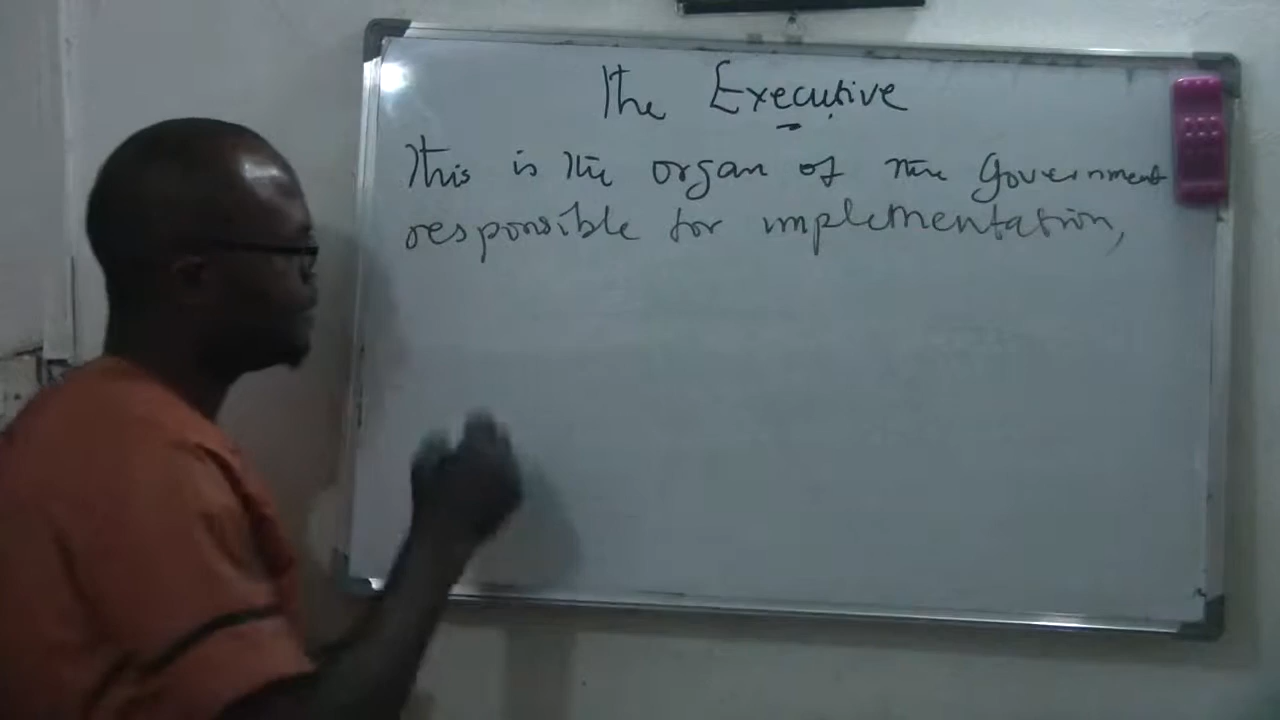 The Executive
This is the organ of the Government
responsible for implementation,